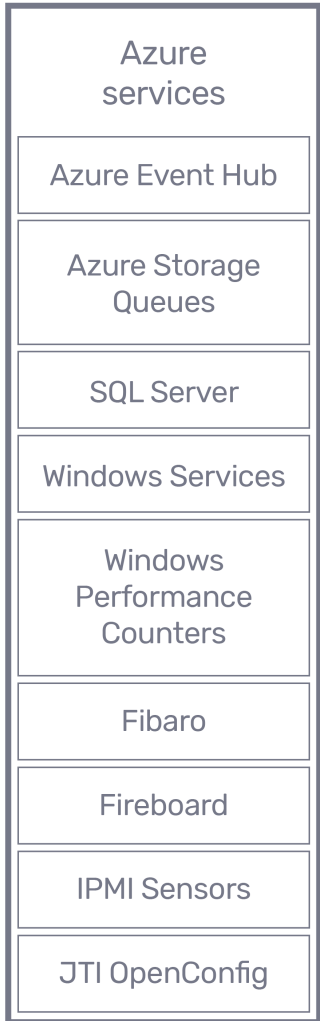 Azure
services
Azure Event Hub
Azure Storage
Queues
SQL Server
Windows Services
Windows
Performance
Counters
Fibaro
Fireboard
IPMI Sensors
JTI OpenConfig